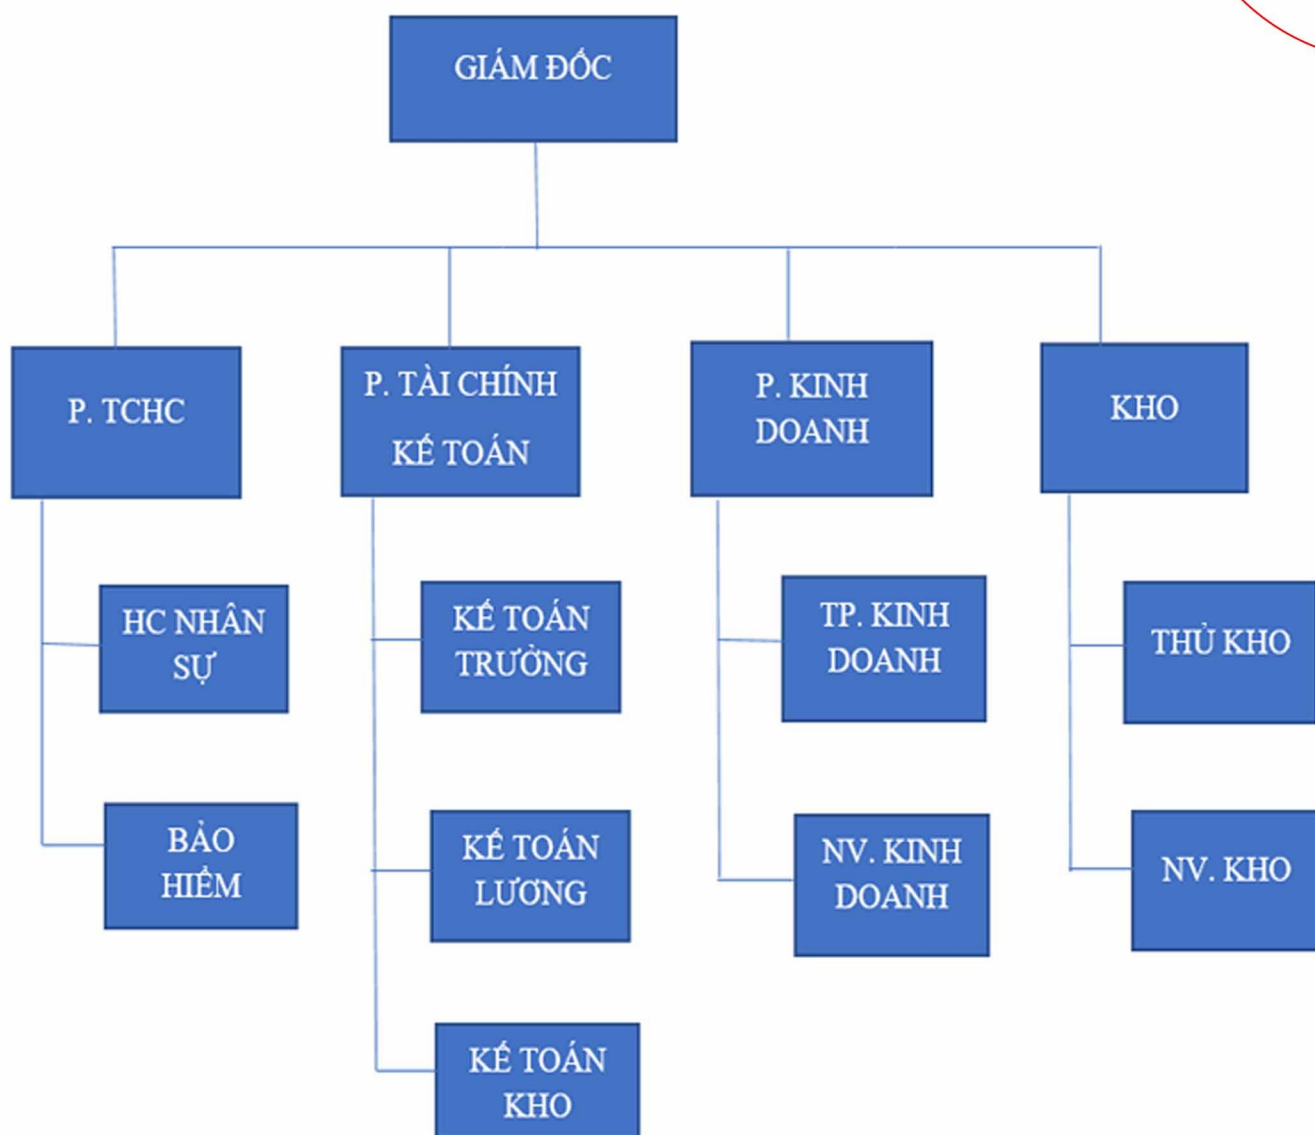 GIÁM ĐỐC
P. TCHC
P. TÀI CHÍNH
KẾ TOÁN
P. KINH
DOANH
KHO
HC NHÂN
SỰ
KẾ TOÁN
TRƯỞNG
TP. KINH
DOANH
THỦ KHO
BẢO
HIỂM
KẾ TOÁN
LƯƠNG
NV. KINH
DOANH
NV. KHO
KẾ TOÁN
KHO